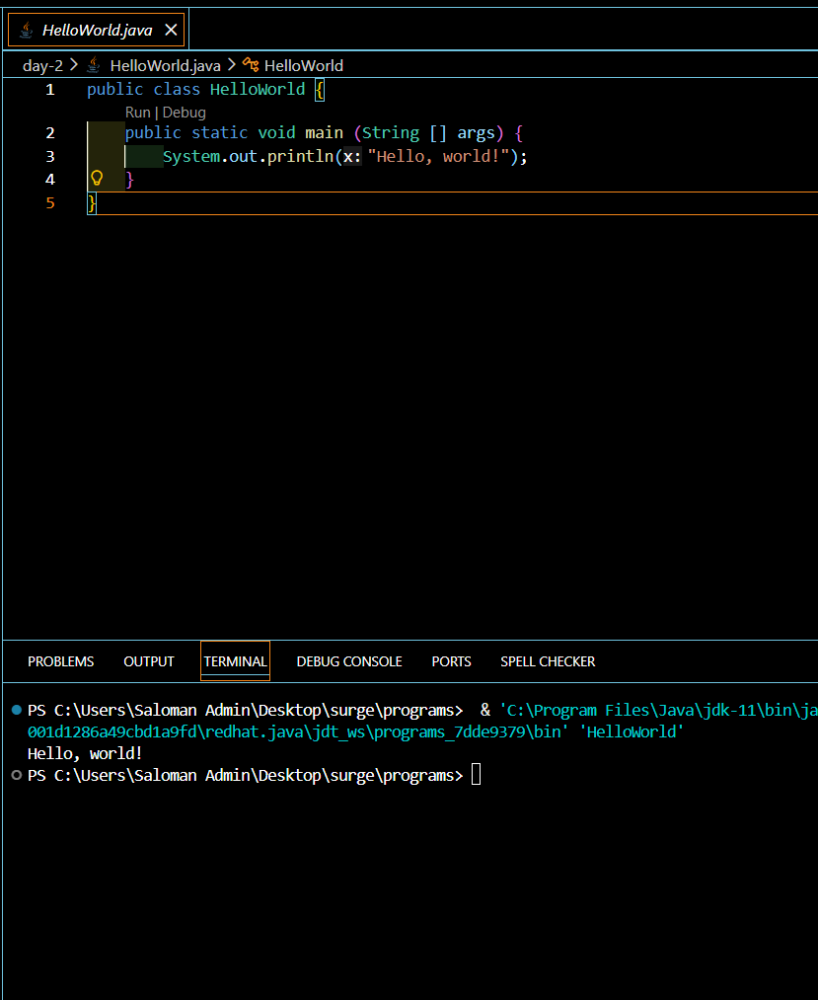 HelloWorld.java
day-2 > HelloWorld.java > HelloWorld
1 public class HelloWorld {
Run | Debug
2 public static void main (String [] args) {
3 System.out.println(x: "Hello, world!");
4 }
5 }
PROBLEMS OUTPUT TERMINAL DEBUG CONSOLE PORTS SPELL CHECKER
PS C:\Users\Saloman Admin\Desktop\surge\programs> & 'C:\Program Files\Java\jdk-11\bin\ja
001d1286a49cbd1a9fd\redhat.java\jdt_ws\programs_7dde9379\bin' 'HelloWorld'
Hello, world!
PS C:\Users\Saloman Admin\Desktop\surge\programs>